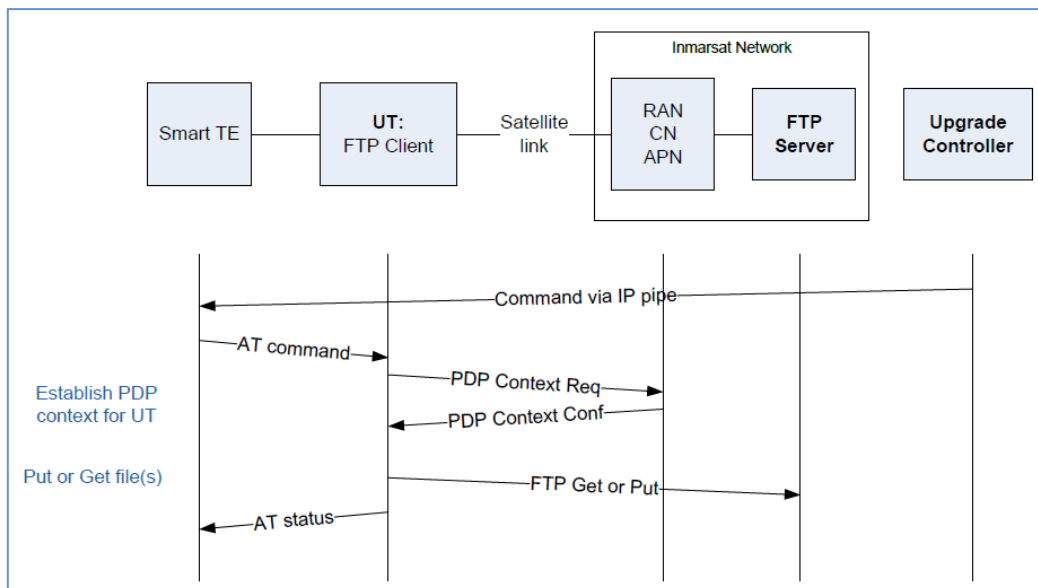 Inmarsat Network
Smart TE
UT:
FTP Client
Satellite
link
RAN
CN
APN
FTP
Server
Upgrade
Controller
Command via IP pipe
AT command
PDP Context Req
Establish PDP
context for UT
PDP Context Conf
Put or Get file(s)
FTP Get or Put
AT status